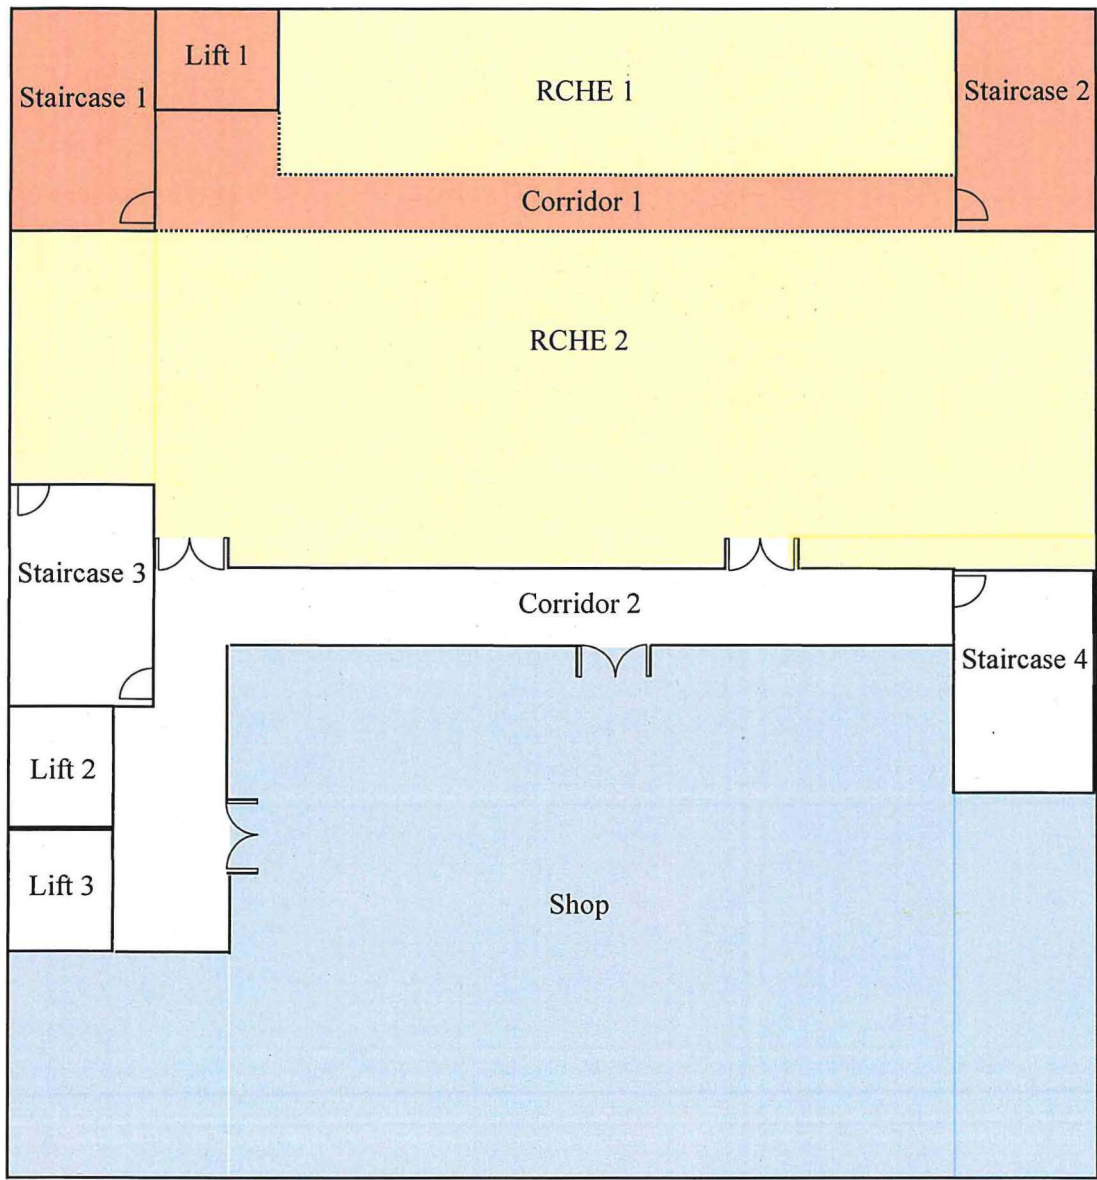 Lift 1
Staircase 1
RCHE 1
Staircase 2
Corridor 1
RCHE 2
Staircase 3
Corridor 2
Staircase 4
Lift 2
Lift 3
Shop